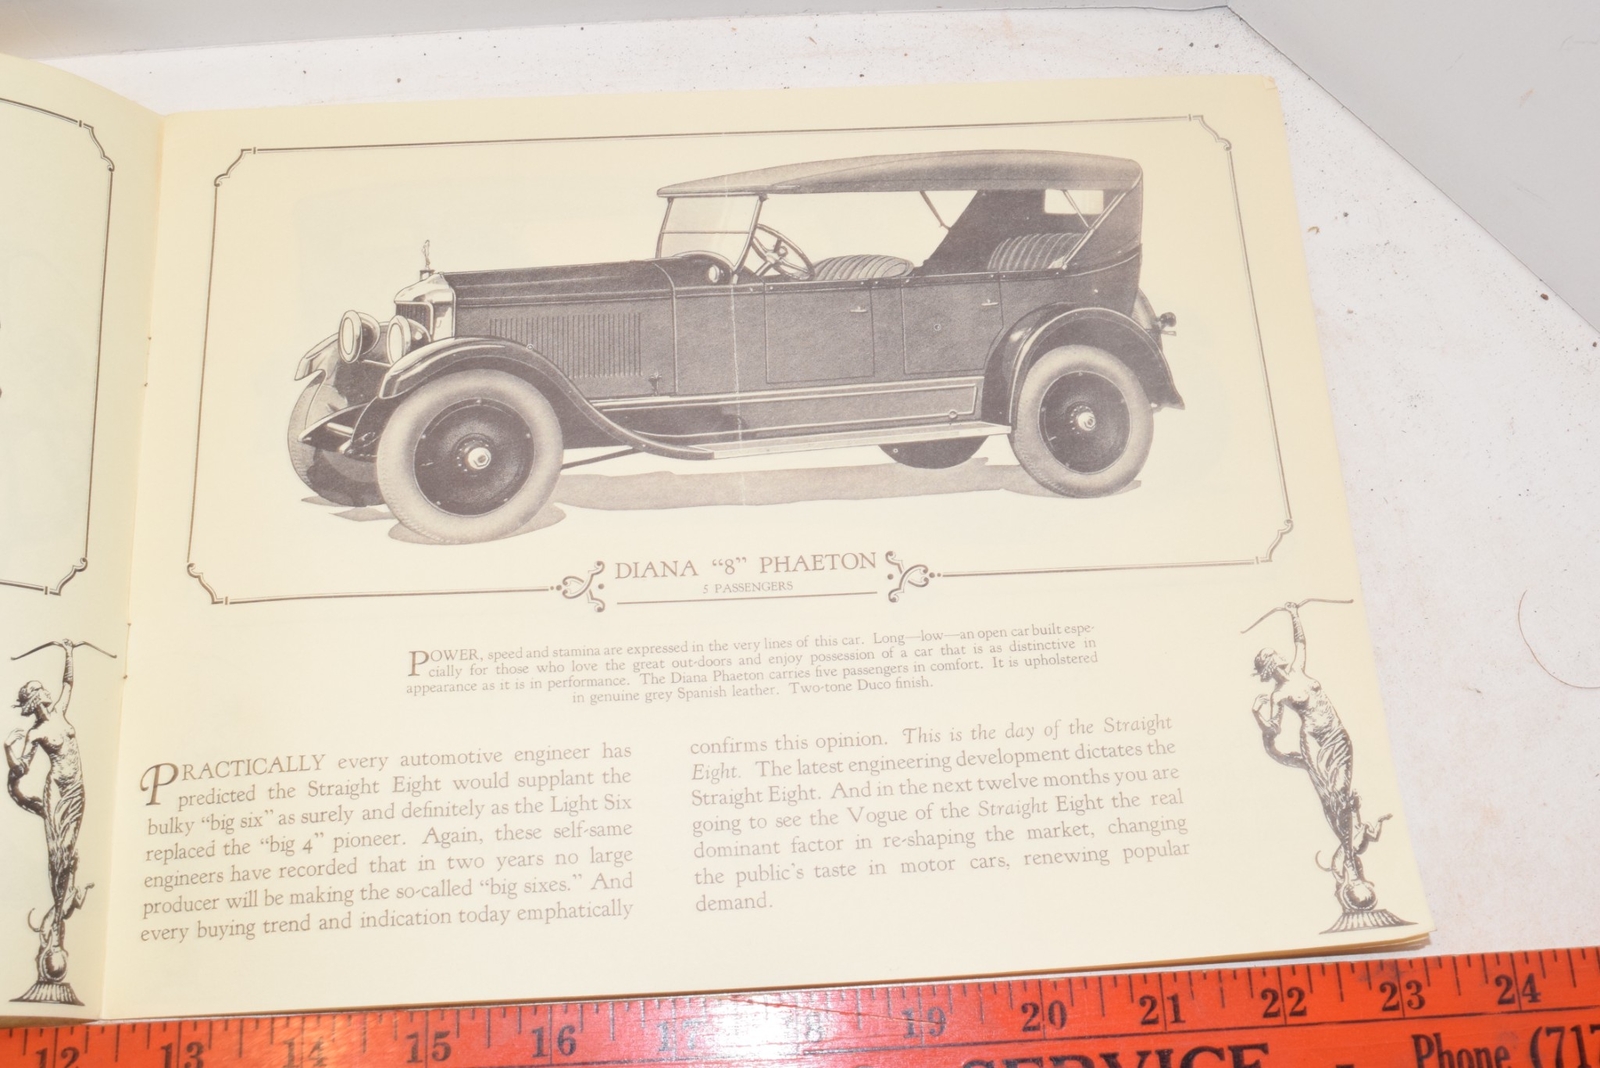 DIANA “8” PHAETON
5 PASSENGERS
POWER, speed and stamina are expressed in the very lines of this car. Long—low—an open car built espe-
cially for those who love the great out-doors and enjoy possession of a car that is as distinctive in
appearance as it is in performance. The Diana Phaeton carries five passengers in comfort. It is upholstered
in genuine grey Spanish leather. Two-tone Duco finish.
PRACTICALLY every automotive engineer has
predicted the Straight Eight would supplant the
bulky “big six” as surely and definitely as the Light Six
replaced the “big 4” pioneer. Again, these self-same
engineers have recorded that in two years no large
producer will be making the so-called “big sixes.” And
every buying trend and indication today emphatically
confirms this opinion. This is the day of the Straight
Eight. The latest engineering development dictates the
Straight Eight. And in the next twelve months you are
going to see the Vogue of the Straight Eight the real
dominant factor in re-shaping the market, changing
the public's taste in motor cars, renewing popular
demand.
12 13 14 15 16 17 18 19 20 21 22 23 24
SERVICE Phone (717